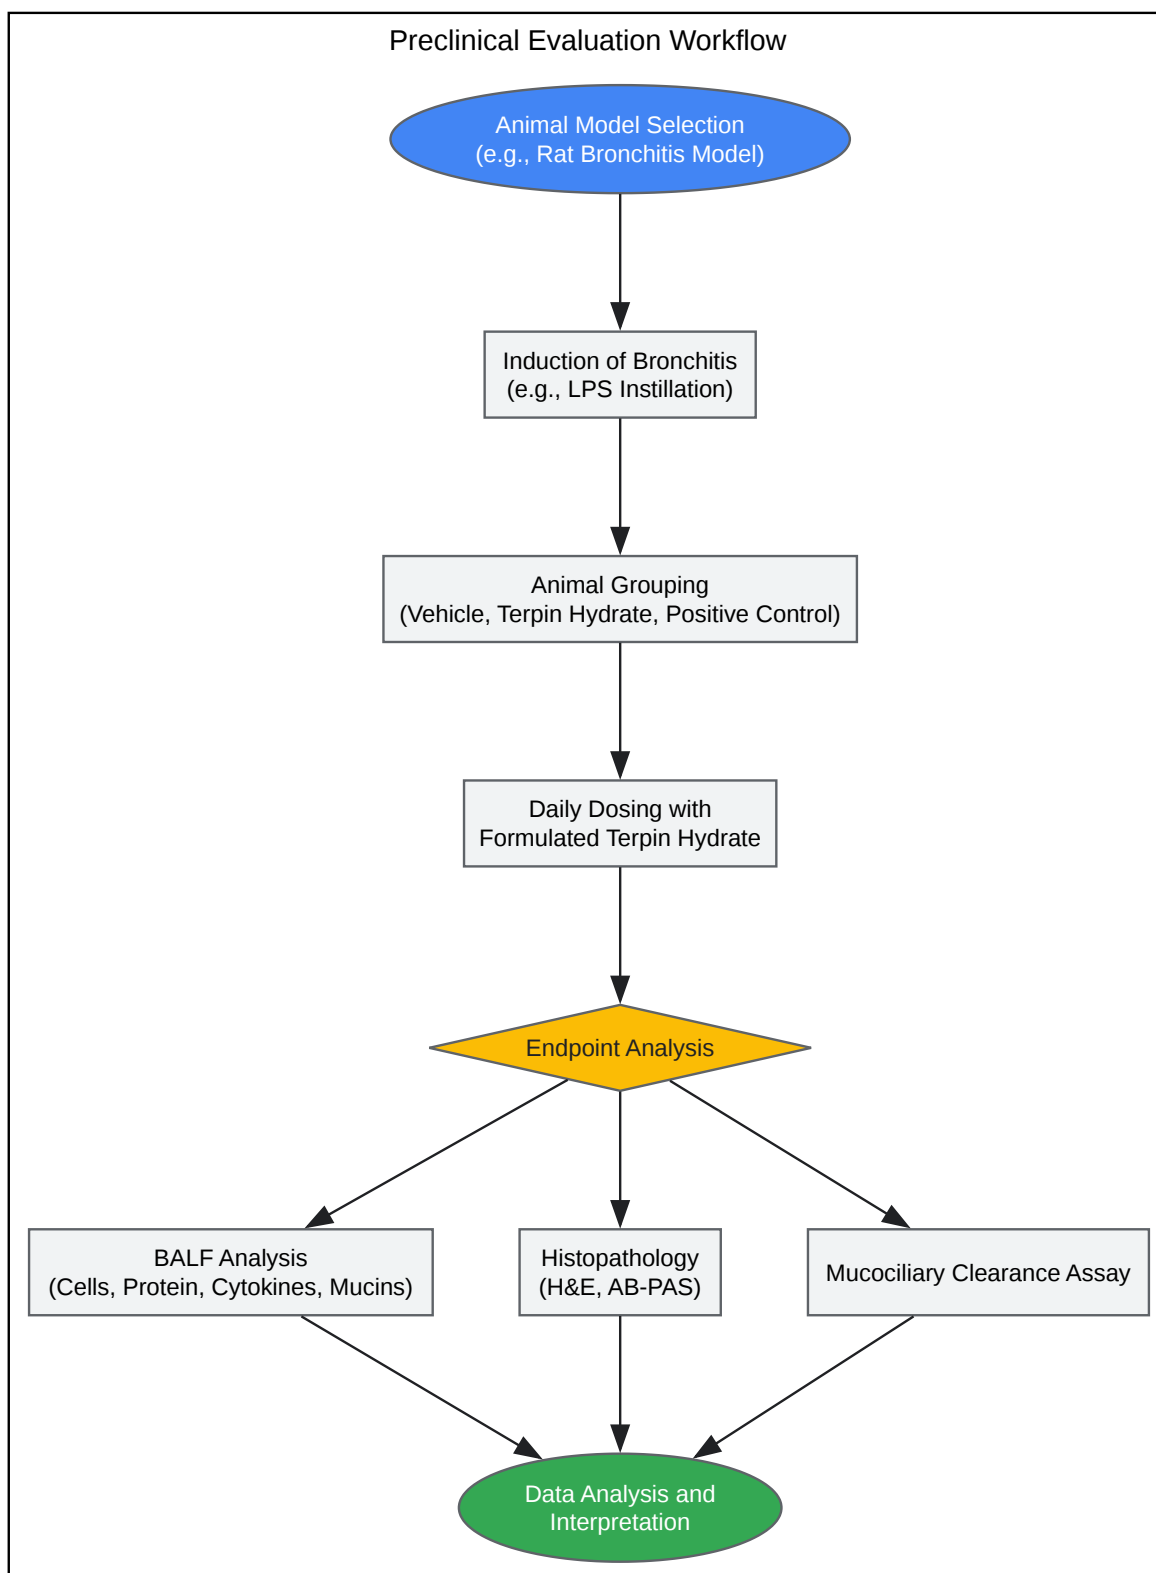 Preclinical Evaluation Workflow
Animal Model Selection
(e.g., Rat Bronchitis Model)
Induction of Bronchitis
(e.g., LPS Instillation)
Animal Grouping
(Vehicle, Terpin Hydrate, Positive Control)
Daily Dosing with
Formulated Terpin Hydrate
Endpoint Analysis
BALF Analysis
(Cells, Protein, Cytokines, Mucins)
Histopathology
(H&E, AB-PAS)
Mucociliary Clearance Assay
Data Analysis and
Interpretation